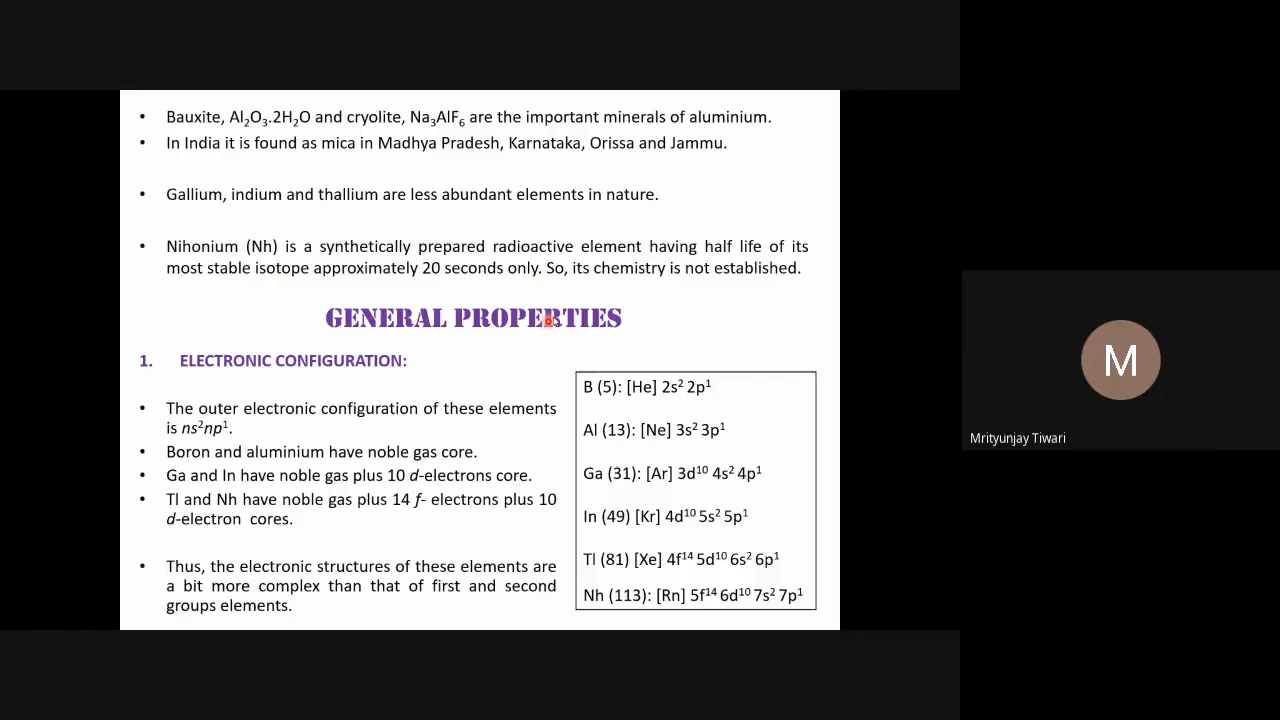 • Bauxite, Al₂O₃.2H₂O and cryolite, Na₃AlF₆ are the important minerals of aluminium.
• In India it is found as mica in Madhya Pradesh, Karnataka, Orissa and Jammu.
• Gallium, indium and thallium are less abundant elements in nature.
• Nihonium (Nh) is a synthetically prepared radioactive element having half life of its
most stable isotope approximately 20 seconds only. So, its chemistry is not established.
GENERAL PROPERTIES
1. ELECTRONIC CONFIGURATION:
• The outer electronic configuration of these elements
is ns²np¹.
• Boron and aluminium have noble gas core.
• Ga and In have noble gas plus 10 d-electrons core.
• Tl and Nh have noble gas plus 14 f- electrons plus 10
d-electron cores.
• Thus, the electronic structures of these elements are
a bit more complex than that of first and second
groups elements.
B (5): [He] 2s² 2p¹
Al (13): [Ne] 3s² 3p¹
Ga (31): [Ar] 3d¹⁰ 4s² 4p¹
In (49) [Kr] 4d¹⁰ 5s² 5p¹
Tl (81) [Xe] 4f¹⁴ 5d¹⁰ 6s² 6p¹
Nh (113): [Rn] 5f¹⁴ 6d¹⁰ 7s² 7p¹
M
Mrityunjay Tiwari